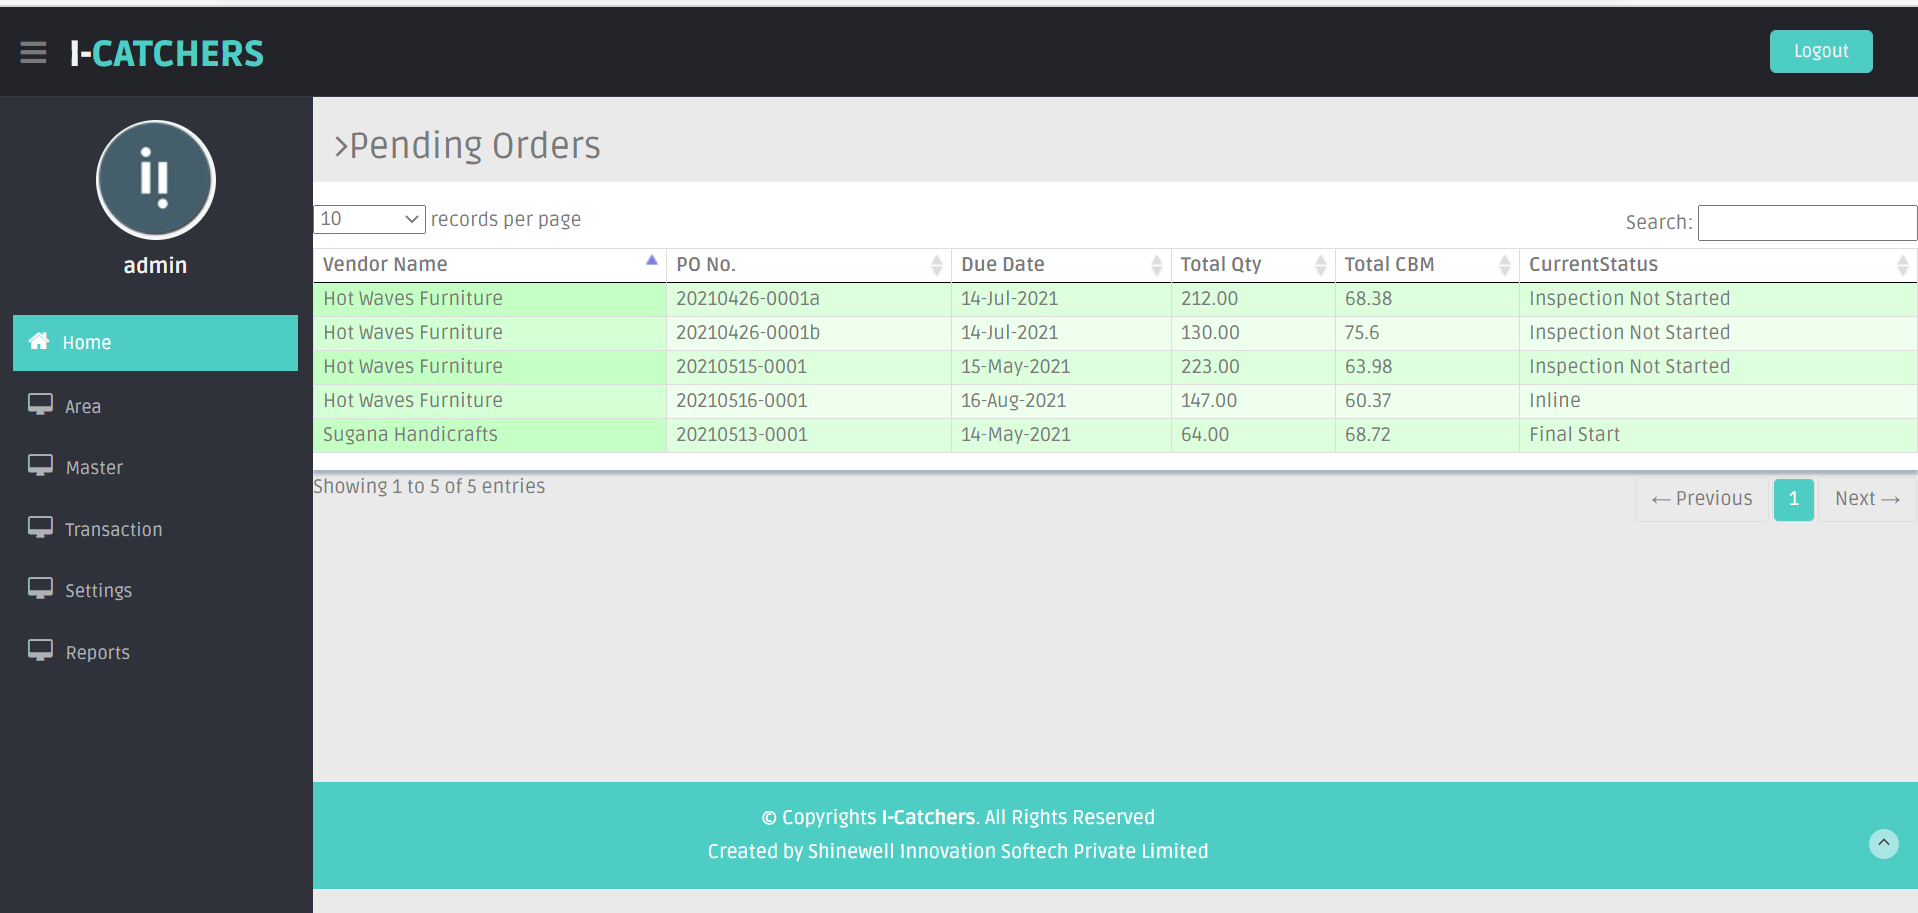 I-CATCHERS
Logout
admin
Home
Area
Master
Transaction
Settings
Reports
>Pending Orders
10 records per page
Search:
Vendor Name PO No. Due Date Total Qty Total CBM CurrentStatus
Hot Waves Furniture 20210426-0001a 14-Jul-2021 212.00 68.38 Inspection Not Started
Hot Waves Furniture 20210426-0001b 14-Jul-2021 130.00 75.6 Inspection Not Started
Hot Waves Furniture 20210515-0001 15-May-2021 223.00 63.98 Inspection Not Started
Hot Waves Furniture 20210516-0001 16-Aug-2021 147.00 60.37 Inline
Sugana Handicrafts 20210513-0001 14-May-2021 64.00 68.72 Final Start
Showing 1 to 5 of 5 entries
← Previous 1 Next →
© Copyrights I-Catchers. All Rights Reserved
Created by Shinewell Innovation Softech Private Limited